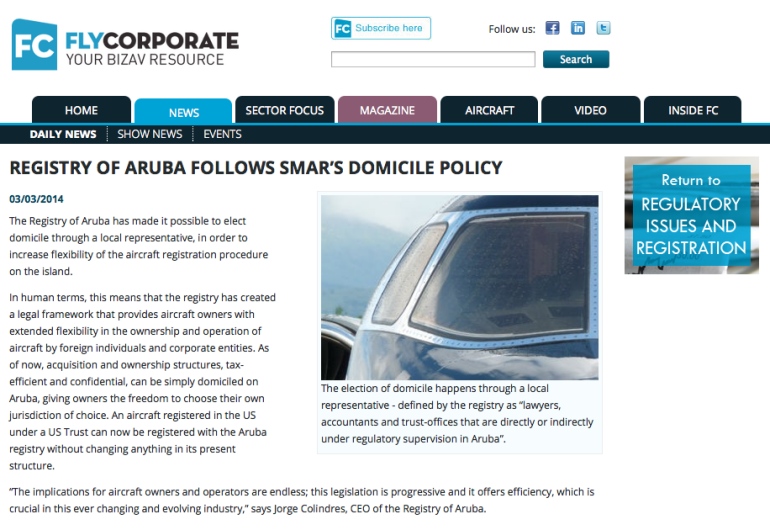 FC FLYCORPORATE
YOUR BIZAV RESOURCE
FC Subscribe here
Follow us:
Search
HOME
NEWS
SECTOR FOCUS
MAGAZINE
AIRCRAFT
VIDEO
INSIDE FC
DAILY NEWS
SHOW NEWS
EVENTS
REGISTRY OF ARUBA FOLLOWS SMAR'S DOMICILE POLICY
03/03/2014
The Registry of Aruba has made it possible to elect
domicile through a local representative, in order to
increase flexibility of the aircraft registration procedure
on the island.
In human terms, this means that the registry has created
a legal framework that provides aircraft owners with
extended flexibility in the ownership and operation of
aircraft by foreign individuals and corporate entities. As
of now, acquisition and ownership structures, tax-
efficient and confidential, can be simply domiciled on
Aruba, giving owners the freedom to choose their own
jurisdiction of choice. An aircraft registered in the US
under a US Trust can now be registered with the Aruba
registry without changing anything in its present
structure.
The election of domicile happens through a local
representative - defined by the registry as “lawyers,
accountants and trust-offices that are directly or indirectly
under regulatory supervision in Aruba”.
Return to
REGULATORY
ISSUES AND
REGISTRATION
“The implications for aircraft owners and operators are endless; this legislation is progressive and it offers efficiency, which is
crucial in this ever changing and evolving industry,” says Jorge Colindres, CEO of the Registry of Aruba.